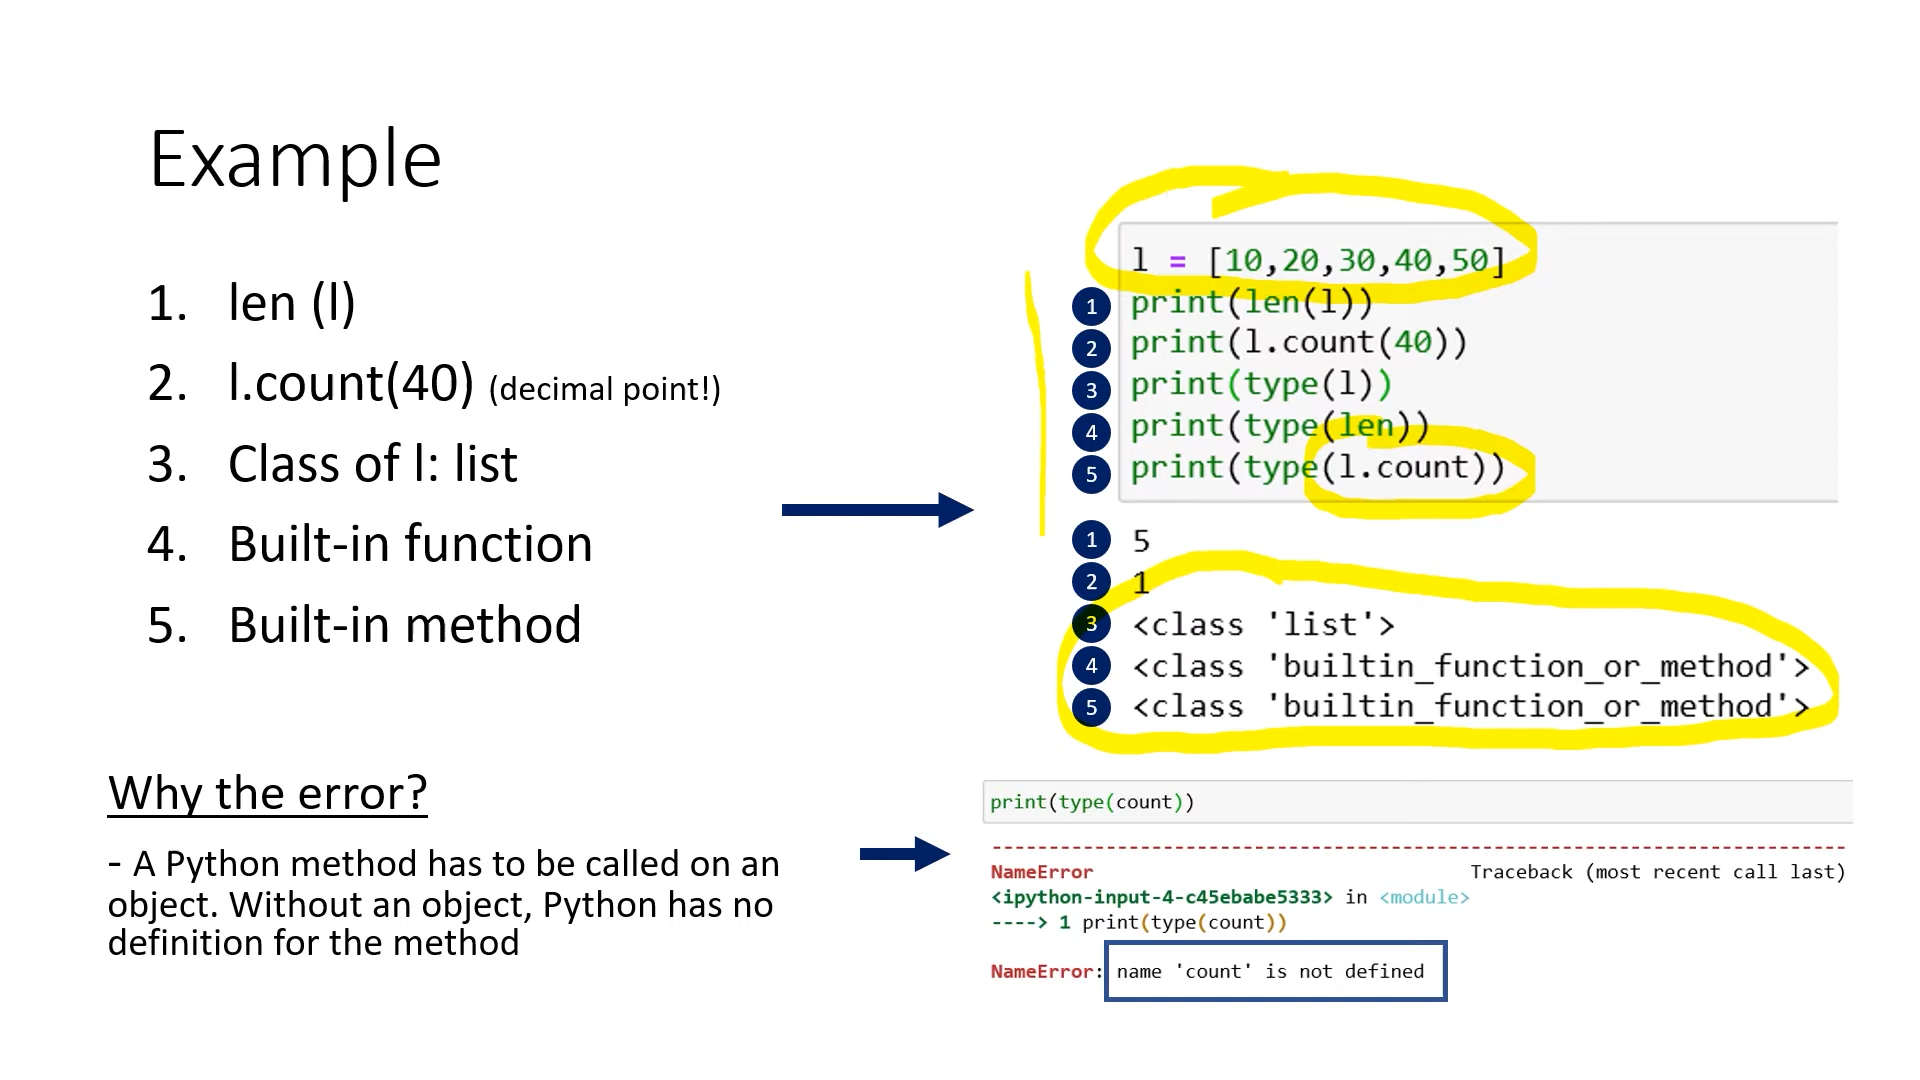 Example
1. len (l)
2. l.count(40) (decimal point!)
3. Class of l: list
4. Built-in function
5. Built-in method
Why the error?
- A Python method has to be called on an
object. Without an object, Python has no
definition for the method
l = [10,20,30,40,50]
1 print(len(l))
2 print(l.count(40))
3 print(type(l))
4 print(type(len))
5 print(type(l.count))
1 5
2 1
3 <class 'list'>
4 <class 'builtin_function_or_method'>
5 <class 'builtin_function_or_method'>
print(type(count))
---------------------------------------------------------------------------
NameError Traceback (most recent call last)
<ipython-input-4-c45ebabe5333> in <module>
----> 1 print(type(count))
NameError: name 'count' is not defined